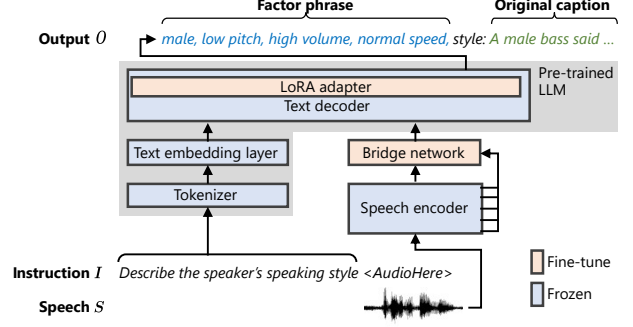 Factor phrase
Original caption
Output O
male, low pitch, high volume, normal speed, style: A male bass said ...
Pre-trained
LLM
LoRA adapter
Text decoder
Text embedding layer
Bridge network
Tokenizer
Speech encoder
Instruction I
Describe the speaker's speaking style <AudioHere>
Fine-tune
Frozen
Speech S